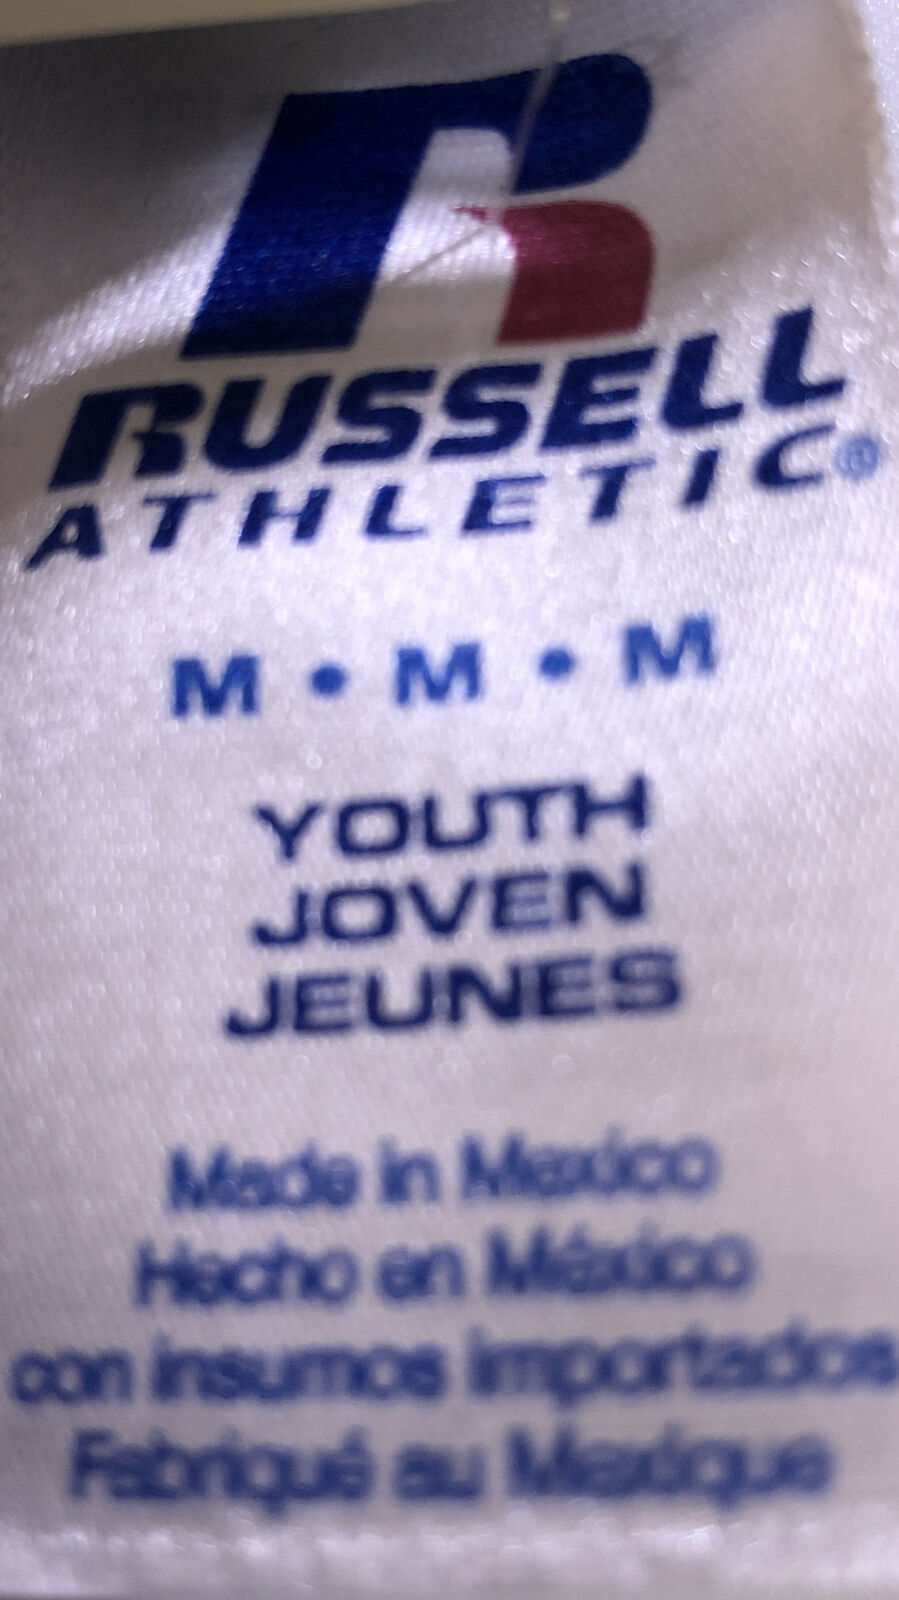 R
RUSSELL
ATHLETIC®
M • M • M
YOUTH
JOVEN
JEUNES
Made in Mexico
Hecho en México
con insumos importados
Fabriqué au Mexique